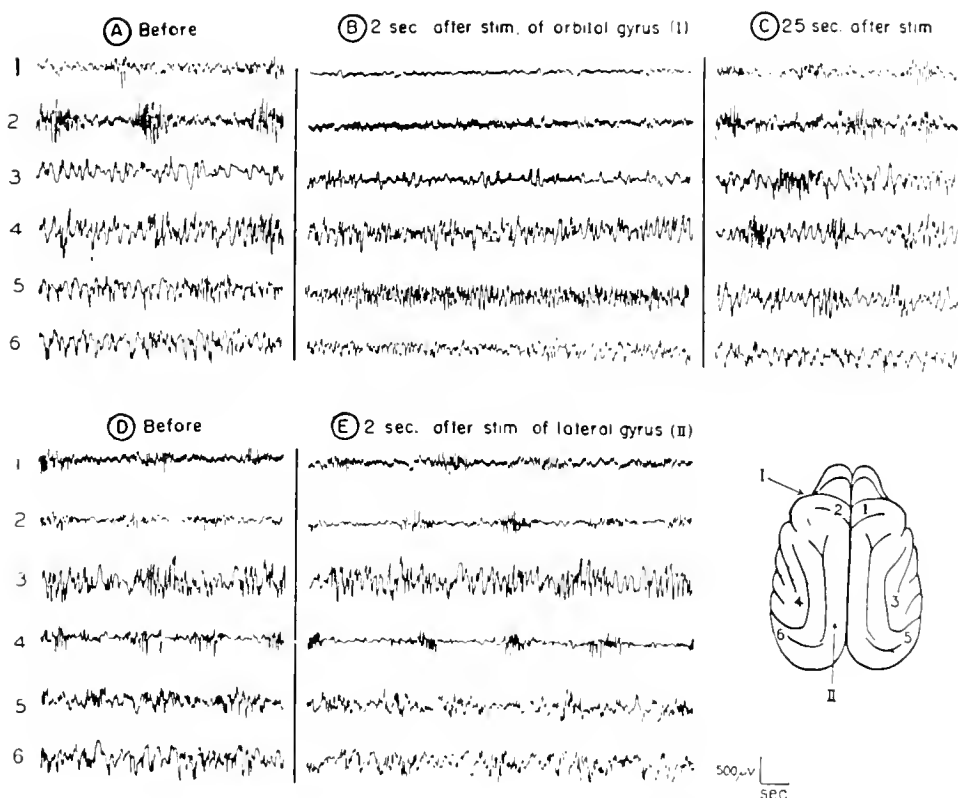 A Before
B 2 sec. after stim. of orbital gyrus (I)
C 25 sec. after stim
1
2
3
4
5
6
D Before
E 2 sec. after stim of lateral gyrus (II)
1
2
3
4
5
6
I
2 1
4 3
6 5
II
500µV
sec